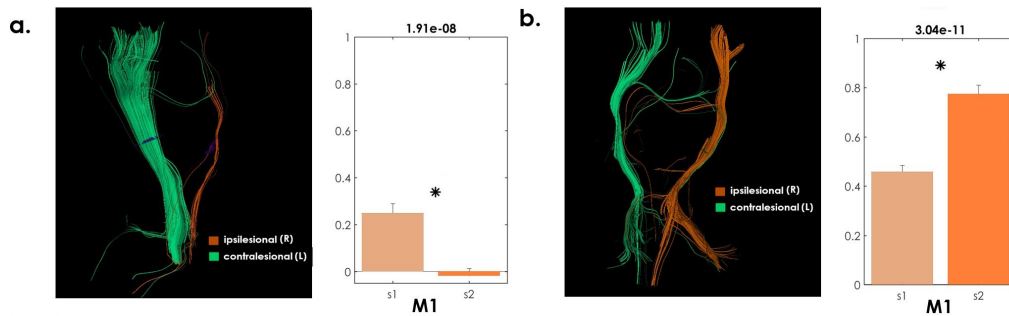 a.
ipsilesional (R)
contralesional (L)
1.91e-08
1
0.8
0.6
0.4
0.2
0
s1
s2
M1
b.
ipsilesional (R)
contralesional (L)
3.04e-11
1
0.8
0.6
0.4
0.2
0
s1
s2
M1